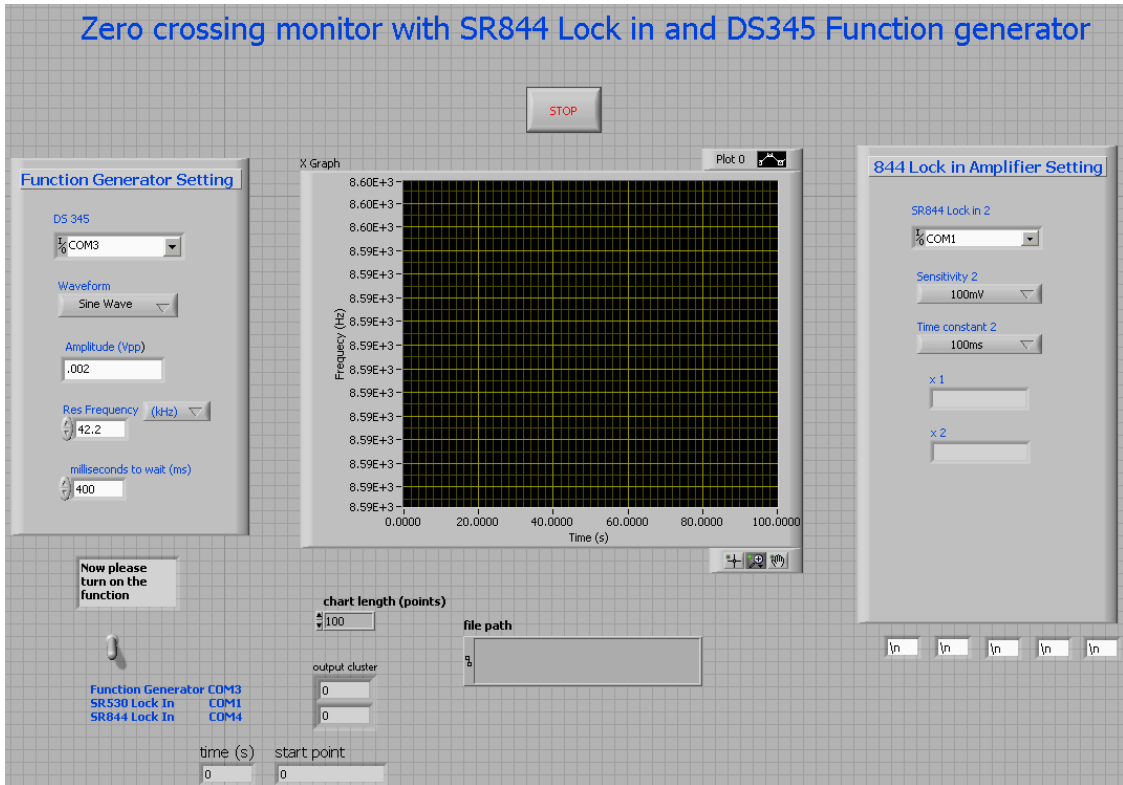 Zero crossing monitor with SR844 Lock in and DS345 Function generator
STOP
Function Generator Setting
DS 345
I/O COM3
Waveform
Sine Wave
Amplitude (Vpp)
.002
Res Frequency (kHz)
42.2
milliseconds to wait (ms)
400
X Graph
Plot 0
8.60E+3
8.60E+3
8.60E+3
8.59E+3
8.59E+3
8.59E+3
8.59E+3
8.59E+3
8.59E+3
8.59E+3
8.59E+3
8.59E+3
8.59E+3
8.59E+3
8.59E+3
Frequecy (Hz)
0.0000 20.0000 40.0000 60.0000 80.0000 100.0000
Time (s)
844 Lock in Amplifier Setting
SR844 Lock in 2
I/O COM1
Sensitivity 2
100mV
Time constant 2
100ms
x 1
x 2
\n \n \n \n \n
Now please
turn on the
function
Function Generator COM3
SR530 Lock In COM1
SR844 Lock In COM4
chart length (points)
100
file path
output cluster
0
0
time (s) start point
0 0